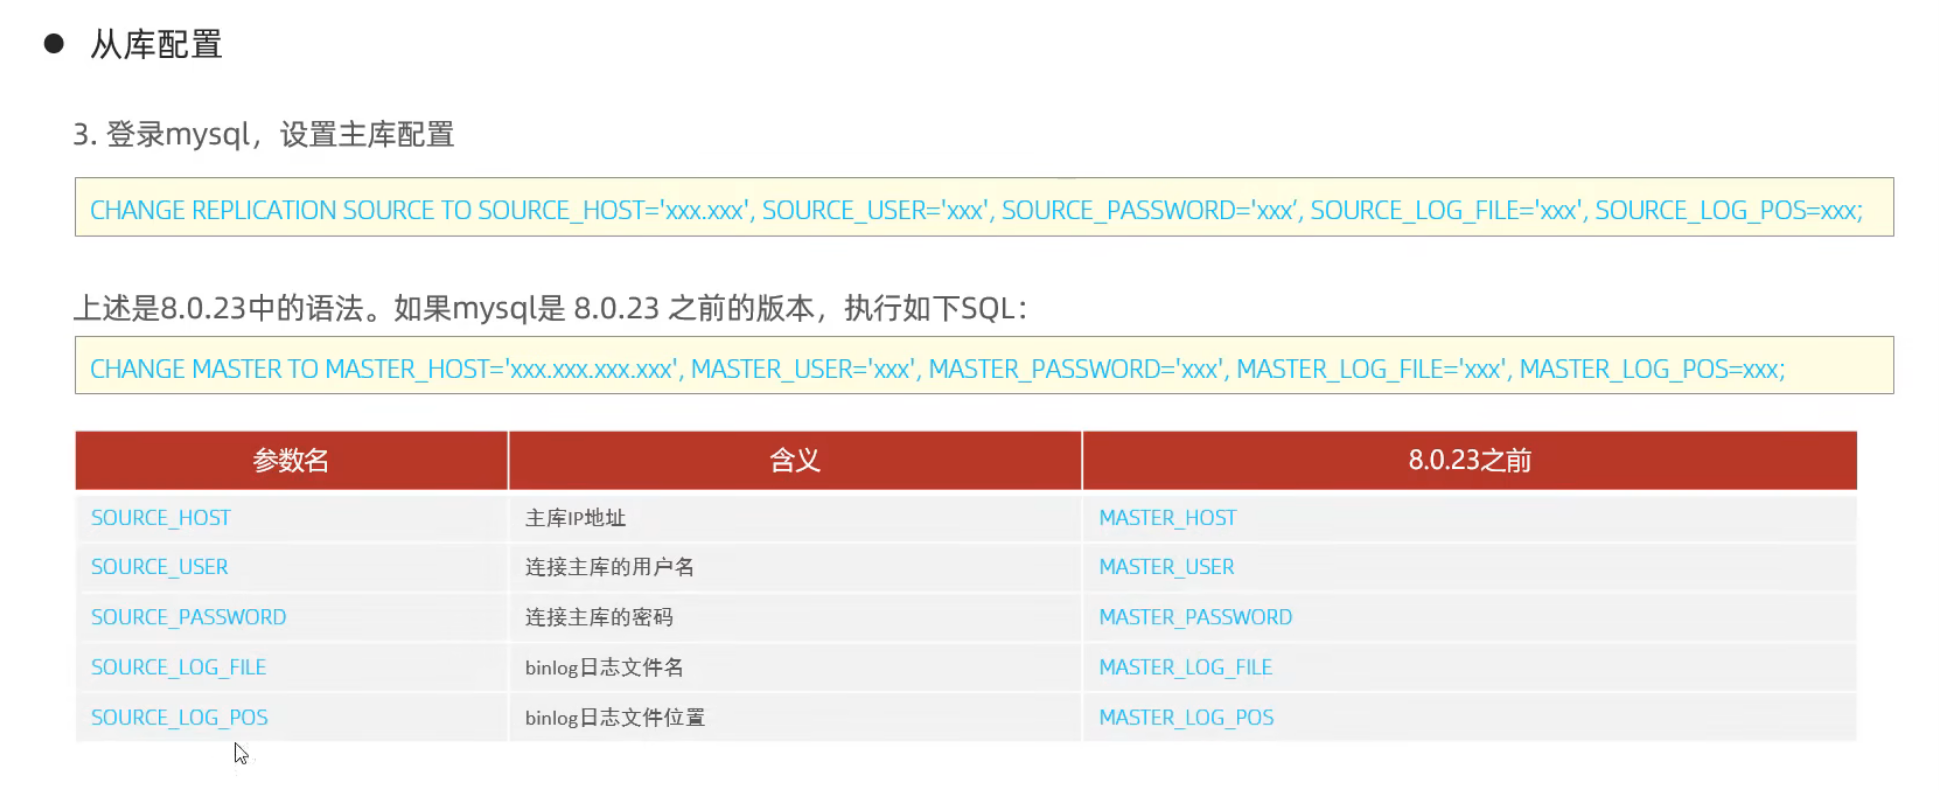 ● 从库配置
3. 登录mysql，设置主库配置
CHANGE REPLICATION SOURCE TO SOURCE_HOST='xxx.xxx', SOURCE_USER='xxx', SOURCE_PASSWORD='xxx‘, SOURCE_LOG_FILE='xxx', SOURCE_LOG_POS=xxx;
上述是8.0.23中的语法。如果mysql是 8.0.23 之前的版本，执行如下SQL：
CHANGE MASTER TO MASTER_HOST='xxx.xxx.xxx.xxx', MASTER_USER='xxx', MASTER_PASSWORD='xxx', MASTER_LOG_FILE='xxx', MASTER_LOG_POS=xxx;
参数名 含义 8.0.23之前
SOURCE_HOST 主库IP地址 MASTER_HOST
SOURCE_USER 连接主库的用户名 MASTER_USER
SOURCE_PASSWORD 连接主库的密码 MASTER_PASSWORD
SOURCE_LOG_FILE binlog日志文件名 MASTER_LOG_FILE
SOURCE_LOG_POS binlog日志文件位置 MASTER_LOG_POS